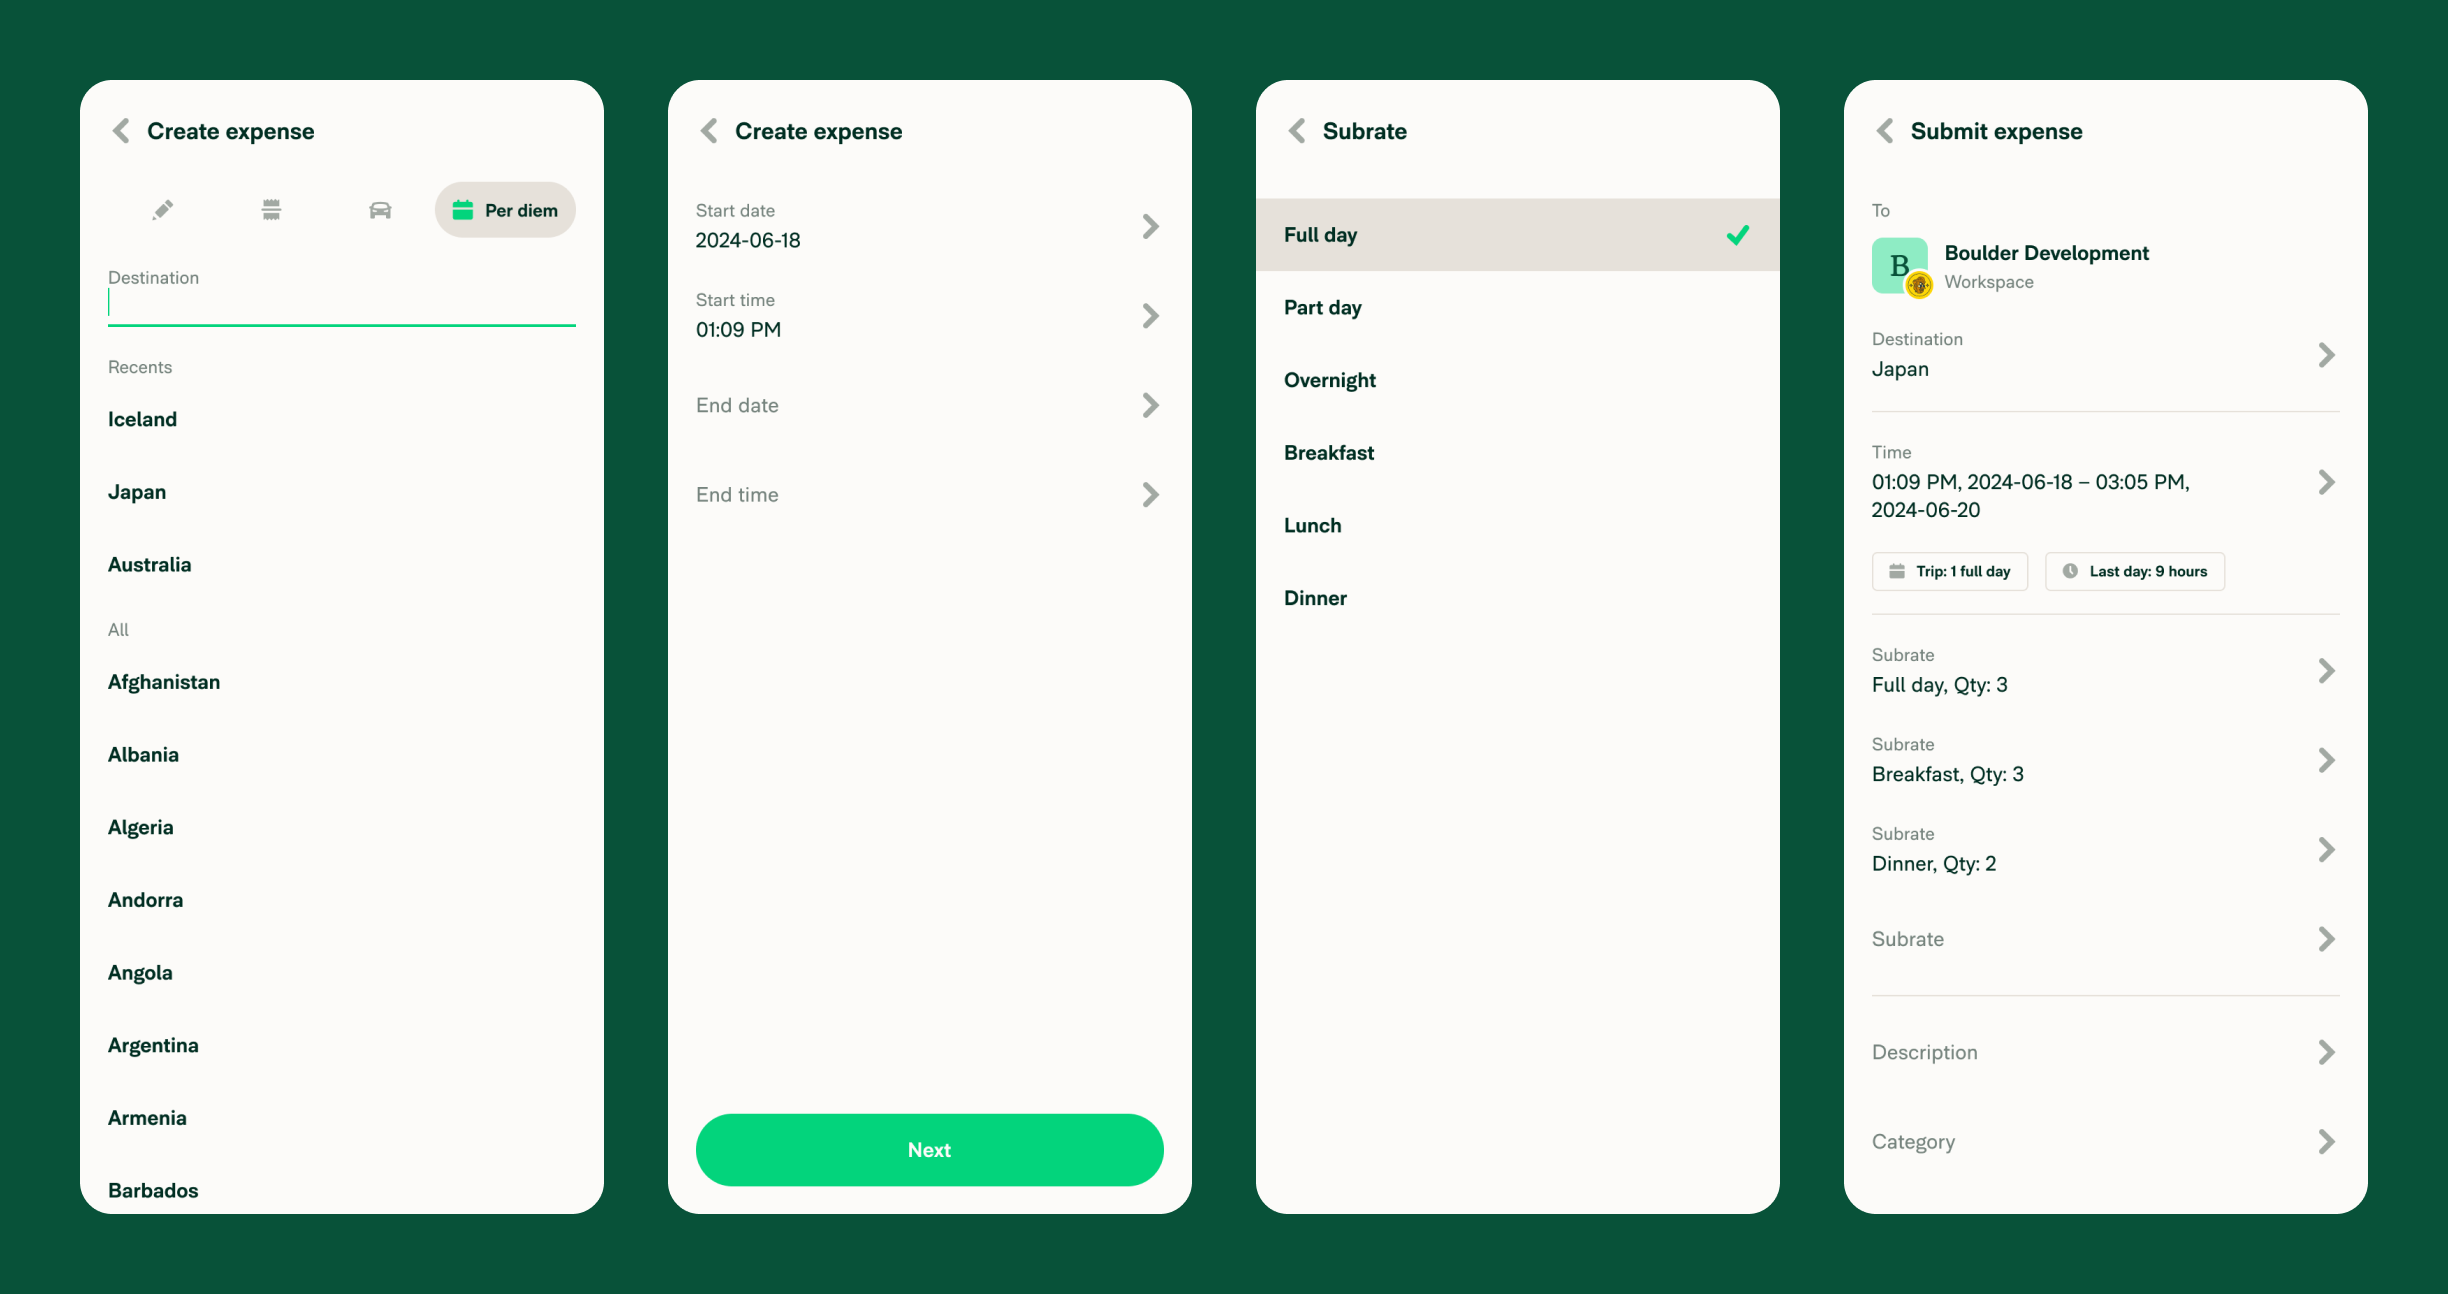 Create expense
Per diem
Destination
Recents
Iceland
Japan
Australia
All
Afghanistan
Albania
Algeria
Andorra
Angola
Argentina
Armenia
Barbados
Create expense
Start date
2024-06-18
Start time
01:09 PM
End date
End time
Next
Subrate
Full day
Part day
Overnight
Breakfast
Lunch
Dinner
Submit expense
To
B
Boulder Development
Workspace
Destination
Japan
Time
01:09 PM, 2024-06-18 – 03:05 PM,
2024-06-20
Trip: 1 full day
Last day: 9 hours
Subrate
Full day, Qty: 3
Subrate
Breakfast, Qty: 3
Subrate
Dinner, Qty: 2
Subrate
Description
Category